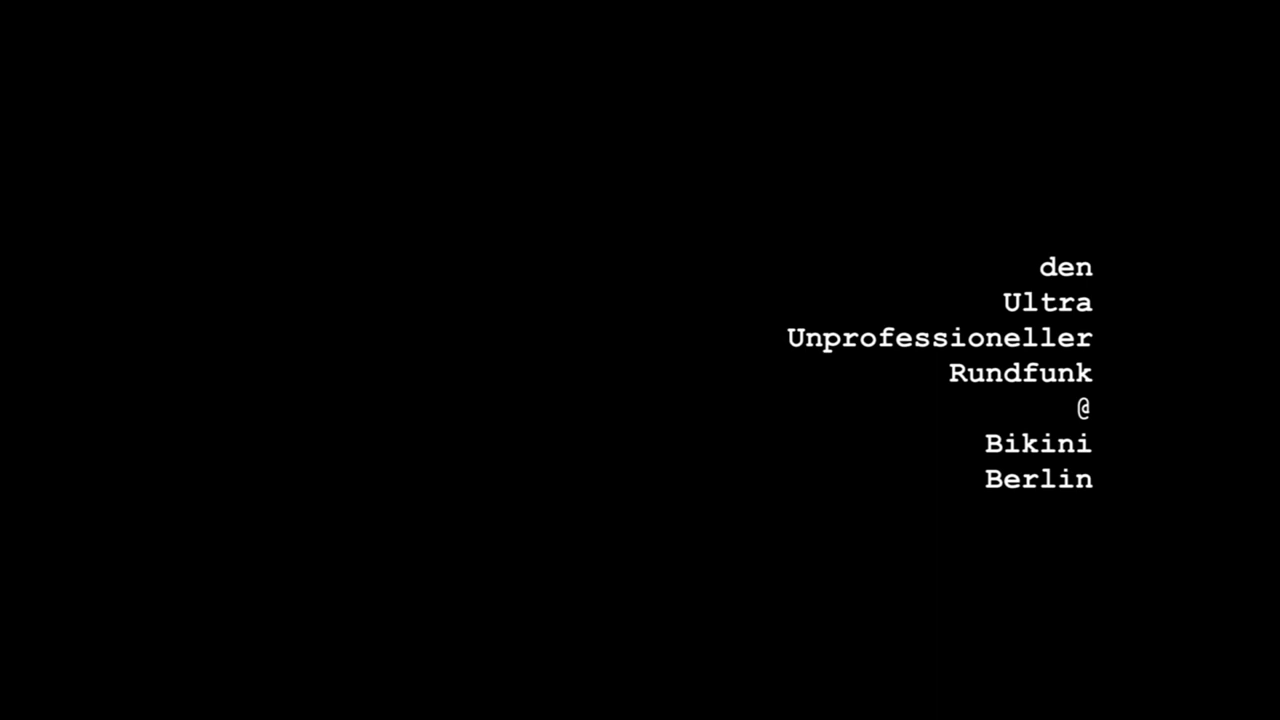 den
Ultra
Unprofessioneller
Rundfunk
@
Bikini
Berlin